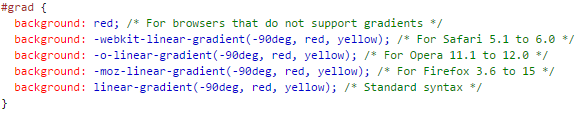 #grad {
  background: red; /* For browsers that do not support gradients */
  background: -webkit-linear-gradient(-90deg, red, yellow); /* For Safari 5.1 to 6.0 */
  background: -o-linear-gradient(-90deg, red, yellow); /* For Opera 11.1 to 12.0 */
  background: -moz-linear-gradient(-90deg, red, yellow); /* For Firefox 3.6 to 15 */
  background: linear-gradient(-90deg, red, yellow); /* Standard syntax */
}